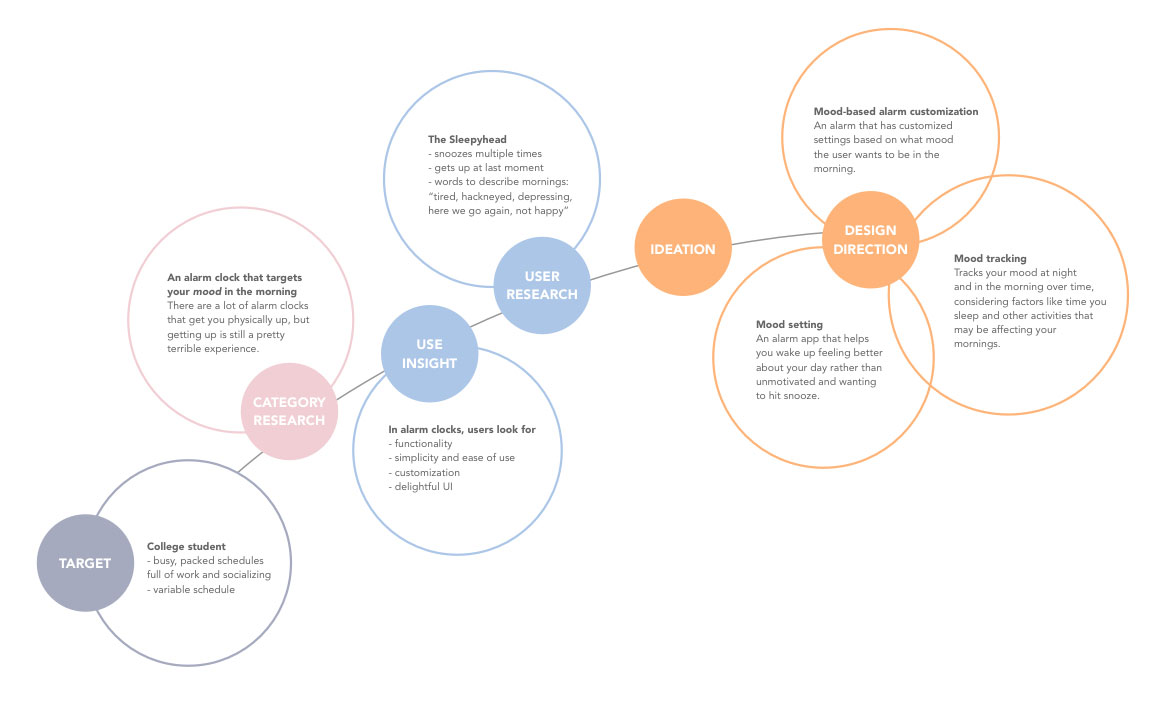 TARGET
College student
- busy, packed schedules
full of work and socializing
- variable schedule
CATEGORY
RESEARCH
An alarm clock that targets
your mood in the morning
There are a lot of alarm clocks
that get you physically up, but
getting up is still a pretty
terrible experience.
USE
INSIGHT
In alarm clocks, users look for
- functionality
- simplicity and ease of use
- customization
- delightful UI
USER
RESEARCH
The Sleepyhead
- snoozes multiple times
- gets up at last moment
- words to describe mornings:
“tired, hackneyed, depressing,
here we go again, not happy”
IDEATION
DESIGN
DIRECTION
Mood-based alarm customization
An alarm that has customized
settings based on what mood
the user wants to be in the
morning.
Mood tracking
Tracks your mood at night
and in the morning over time,
considering factors like time you
sleep and other activities that
may be affecting your
mornings.
Mood setting
An alarm app that helps
you wake up feeling better
about your day rather than
unmotivated and wanting
to hit snooze.